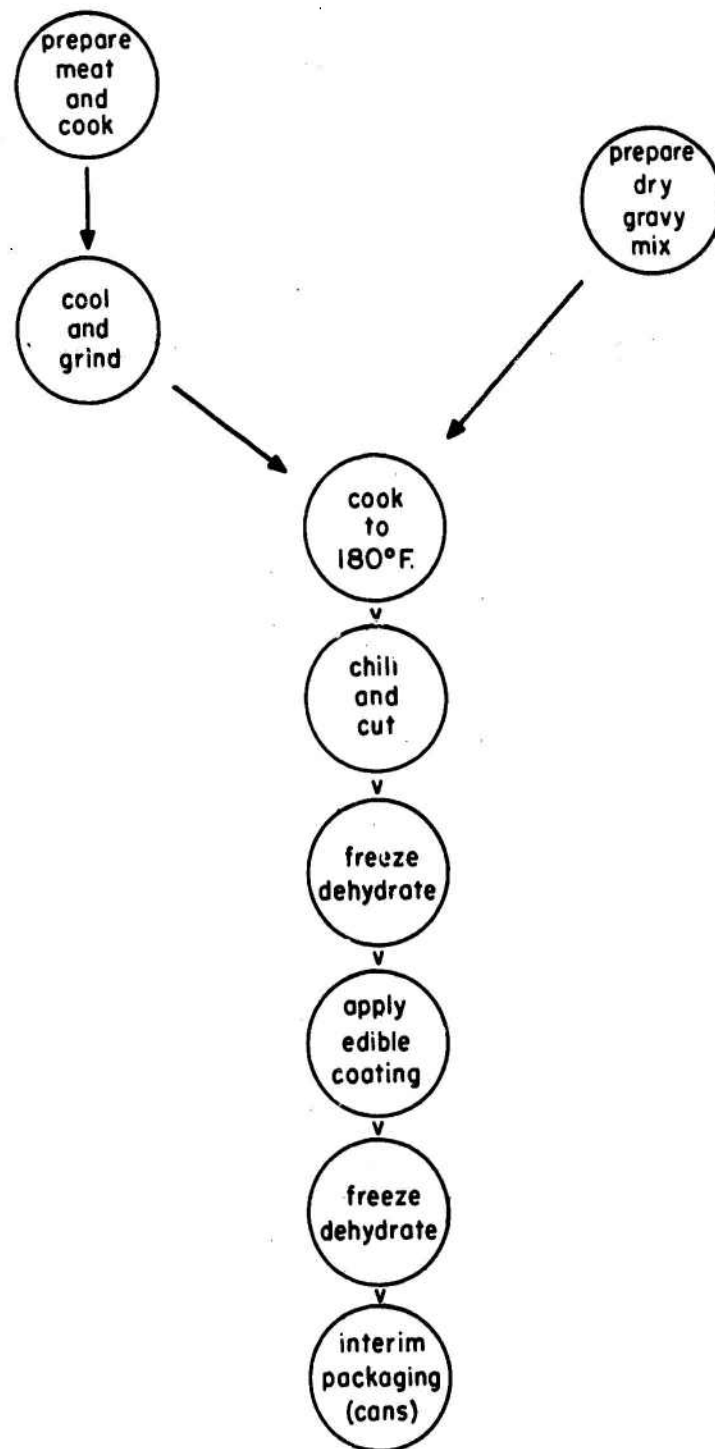 prepare
meat
and
cook
prepare
dry
gravy
mix
cool
and
grind
cook
to
180°F.
chill
and
cut
freeze
dehydrate
apply
edible
coating
freeze
dehydrate
interim
packaging
(cans)